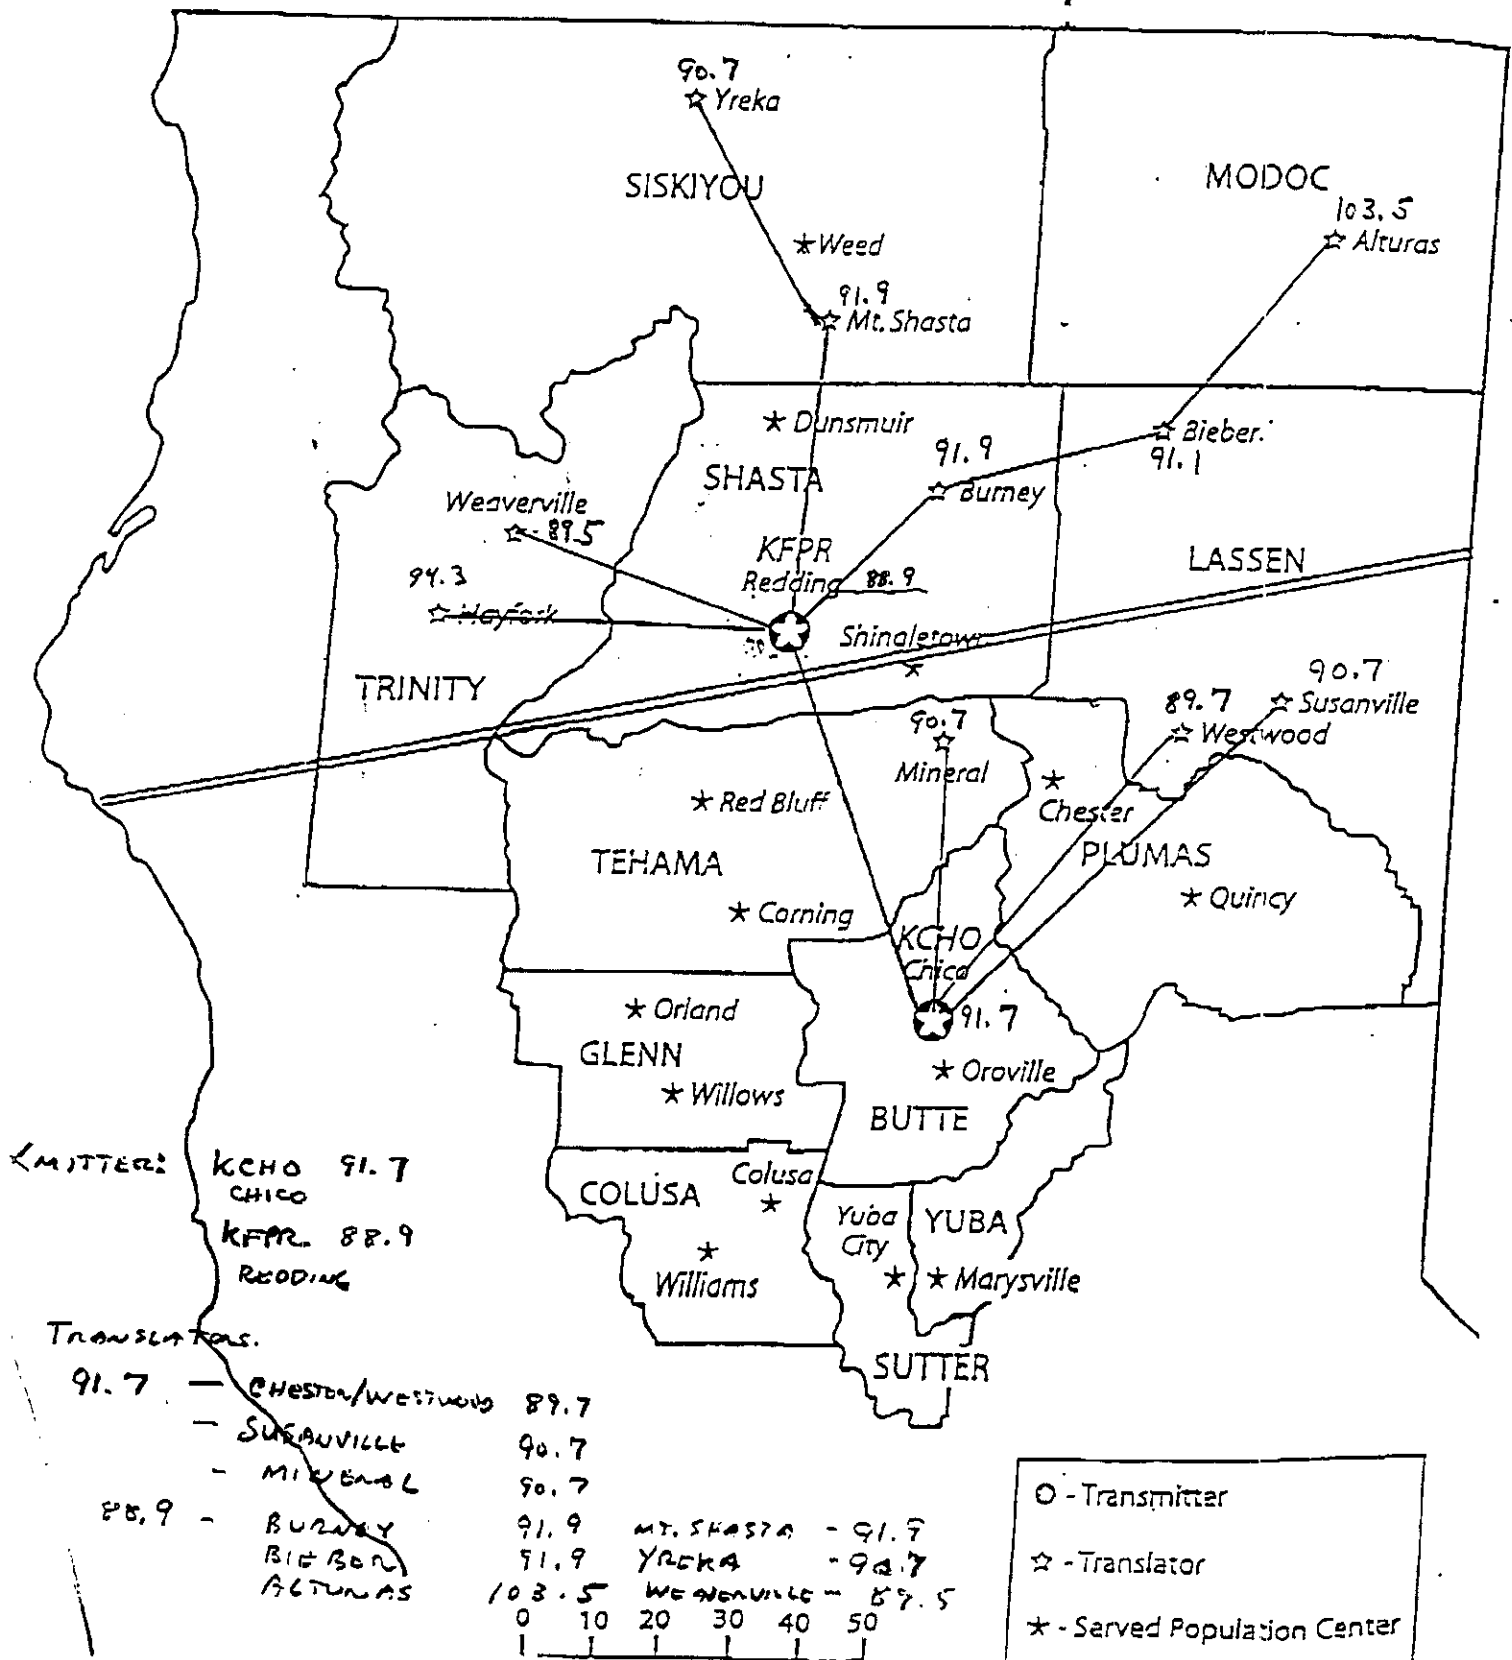 90.7
Yreka
SISKIYOU
MODOC
103.5
Alturas
Weed
91.9
Mt. Shasta
Dunsmuir
SHASTA
91.9
Burney
Bieber
91.1
Weaverville
89.5
KFPR
Redding 88.9
LASSEN
94.3
Hayfork
Shingletown
TRINITY
90.7
Susanville
89.7
Westwood
90.7
Mineral
Chester
Red Bluff
TEHAMA
PLUMAS
Quincy
Corning
KCHO
Chico
91.7
Orland
GLENN
Willows
Oroville
BUTTE
XMITTER: KCHO 91.7
CHICO
KFPR 88.9
REDDING
COLUSA
Colusa
Williams
Yuba
City
YUBA
Marysville
SUTTER
TRANSLATORS.
91.7 — CHESTER/WESTWOOD 89.7
- SUSANVILLE 90.7
- MINERAL 90.7
88.9 - BURNEY 91.9 MT. SHASTA - 91.9
BIEBER 91.9 YREKA - 90.7
ALTURAS 103.5 WEAVERVILLE - 89.5
0 10 20 30 40 50
O - Transmitter
☆ - Translator
★ - Served Population Center